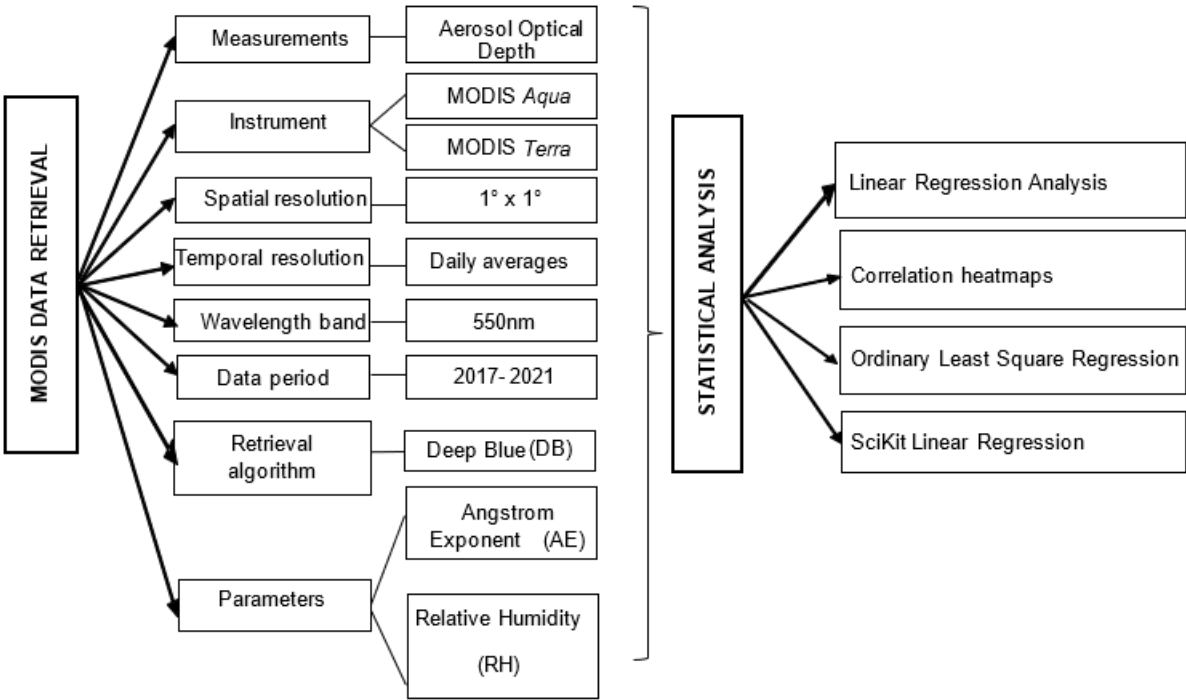 MODIS DATA RETRIEVAL
Measurements
Aerosol Optical
Depth
Instrument
MODIS Aqua
MODIS Terra
Spatial resolution
1° x 1°
Temporal resolution
Daily averages
Wavelength band
550nm
Data period
2017- 2021
Retrieval
algorithm
Deep Blue (DB)
Parameters
Angstrom
Exponent (AE)
Relative Humidity
(RH)
STATISTICAL ANALYSIS
Linear Regression Analysis
Correlation heatmaps
Ordinary Least Square Regression
SciKit Linear Regression